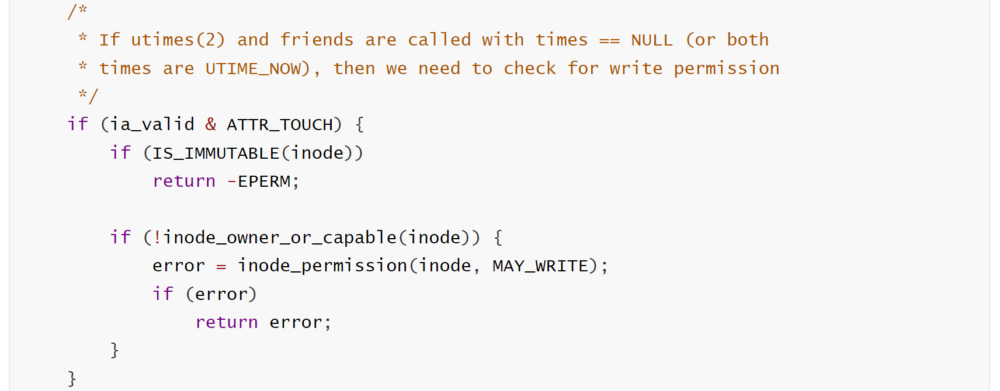 /*
 * If utimes(2) and friends are called with times == NULL (or both
 * times are UTIME_NOW), then we need to check for write permission
 */
if (ia_valid & ATTR_TOUCH) {
    if (IS_IMMUTABLE(inode))
        return -EPERM;

    if (!inode_owner_or_capable(inode)) {
        error = inode_permission(inode, MAY_WRITE);
        if (error)
            return error;
    }
}